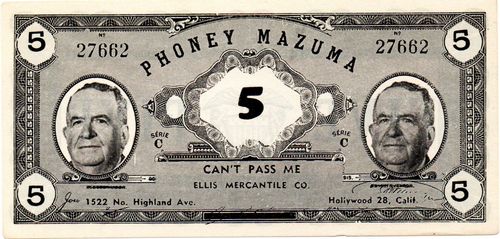 5 Nº 27662 PHONEY MAZUMA Nº 27662 5
5
SÉRIE C SÉRIE C
CAN'T PASS ME
ELLIS MERCANTILE CO.
5 1522 No. Highland Ave. Hollywood 28, Calif. 5